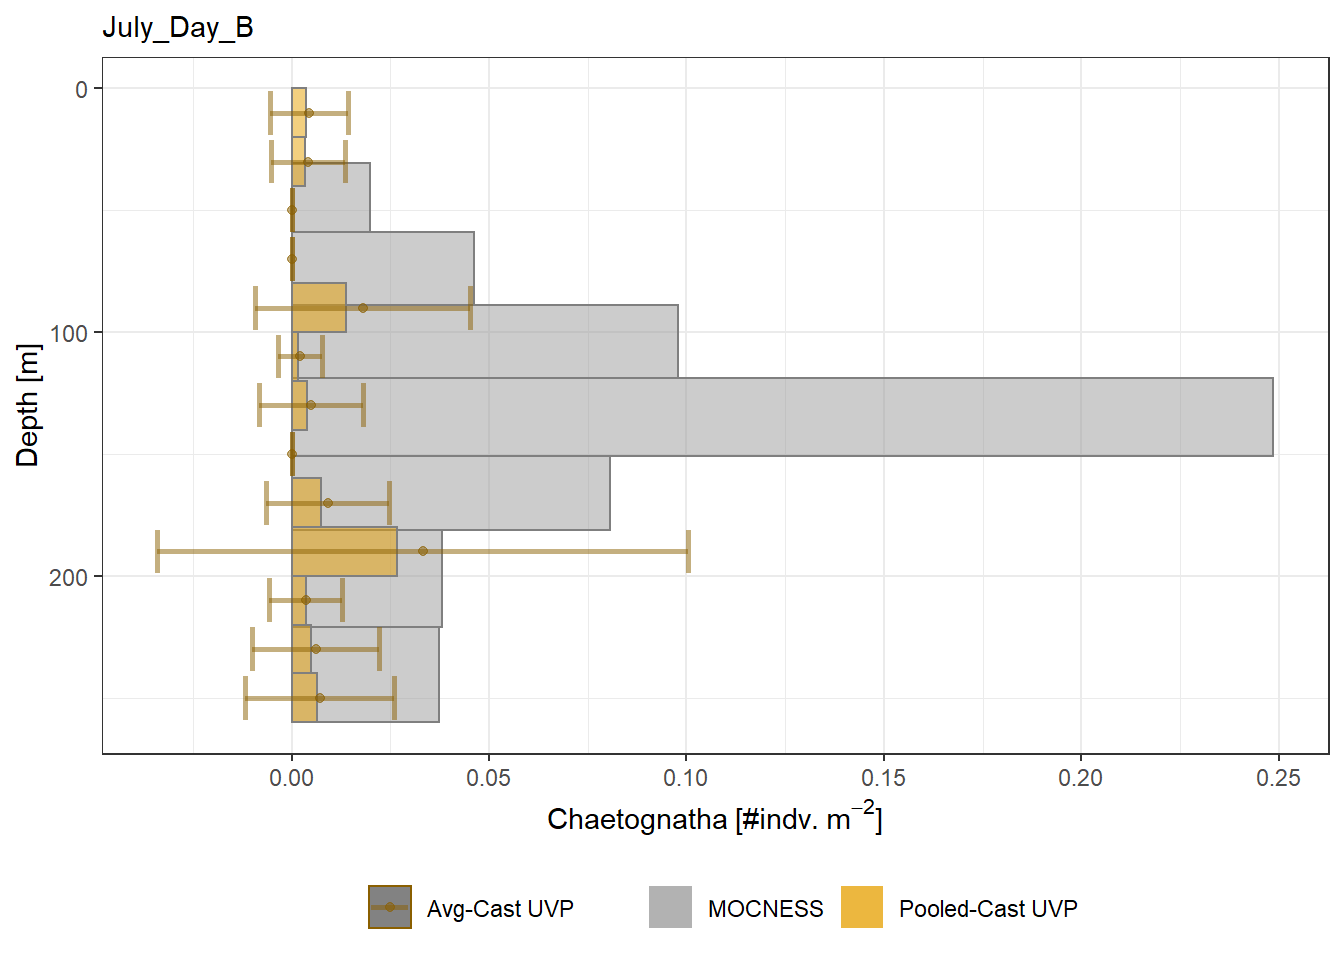 July_Day_B
0
100
200
Depth [m]
0.00 0.05 0.10 0.15 0.20 0.25
Chaetognatha [#indv. m⁻²]
Avg-Cast UVP MOCNESS Pooled-Cast UVP